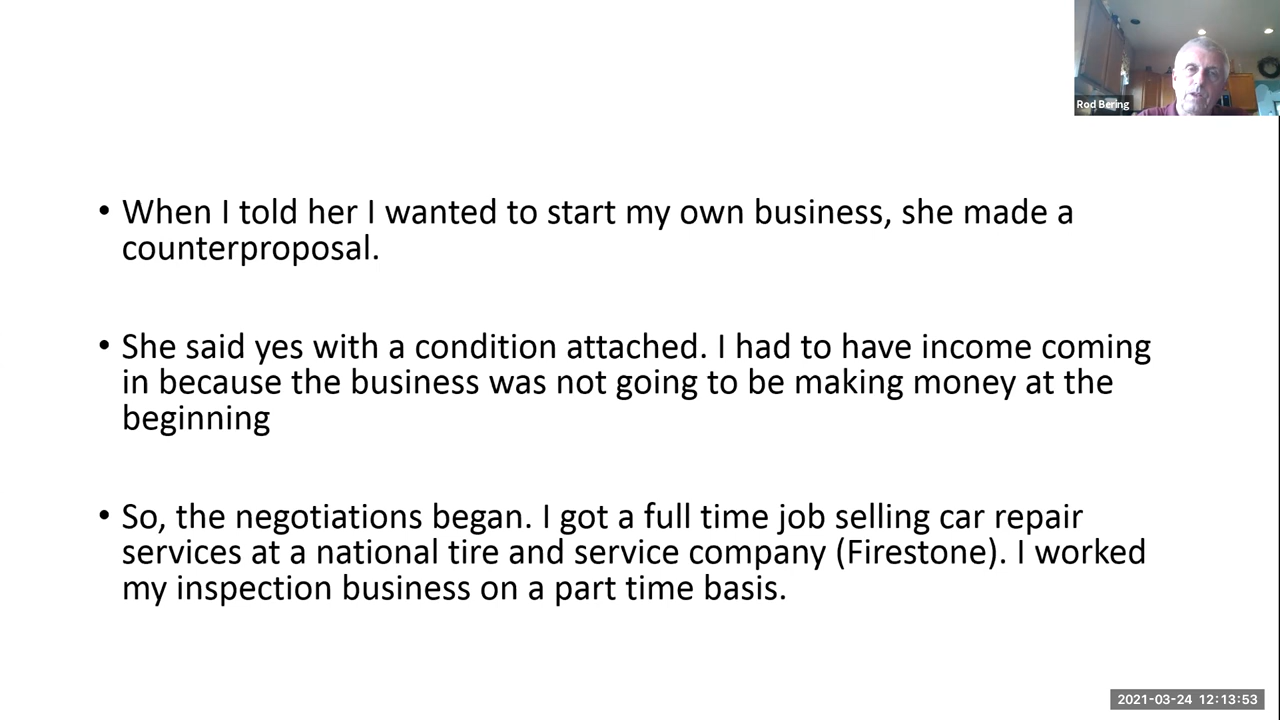 Rod Bering
• When I told her I wanted to start my own business, she made a
counterproposal.
• She said yes with a condition attached. I had to have income coming
in because the business was not going to be making money at the
beginning
• So, the negotiations began. I got a full time job selling car repair
services at a national tire and service company (Firestone). I worked
my inspection business on a part time basis.
2021-03-24 12:13:53